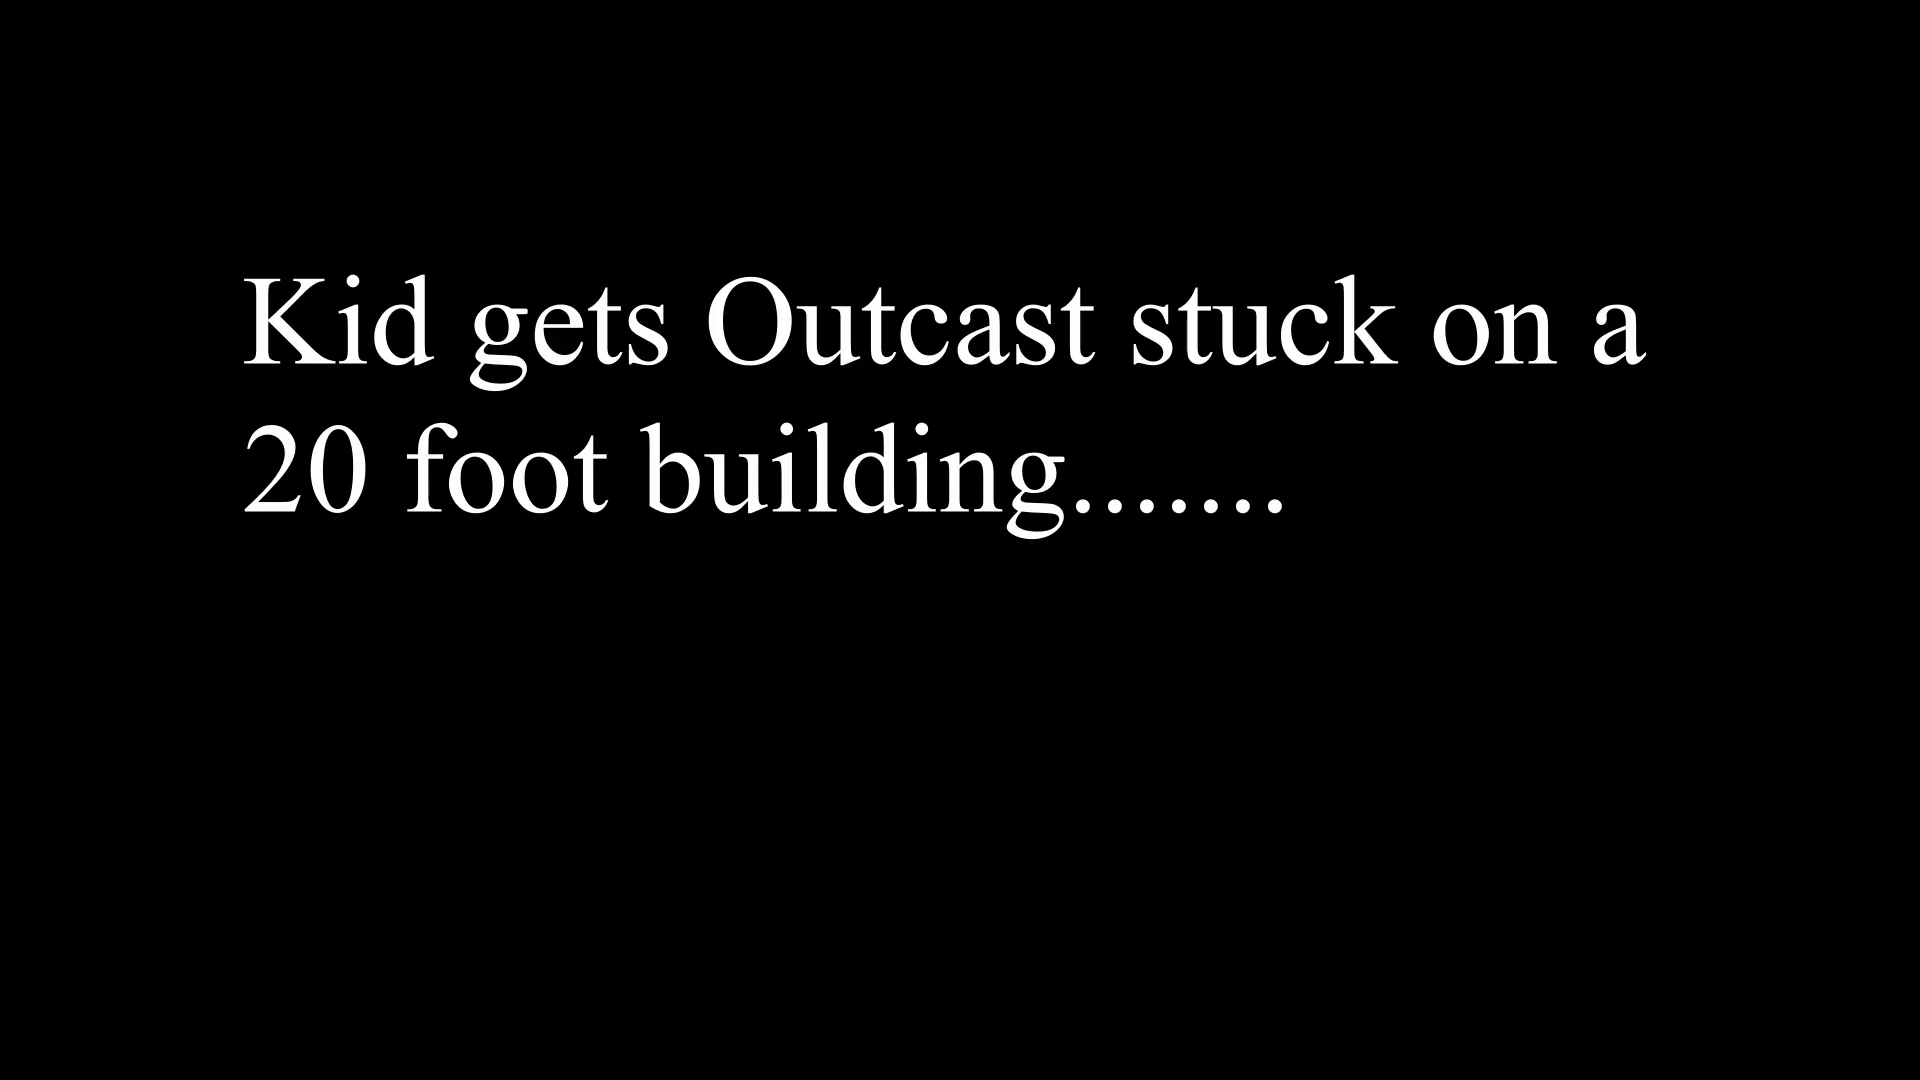 Kid gets Outcast stuck on a
20 foot building.......